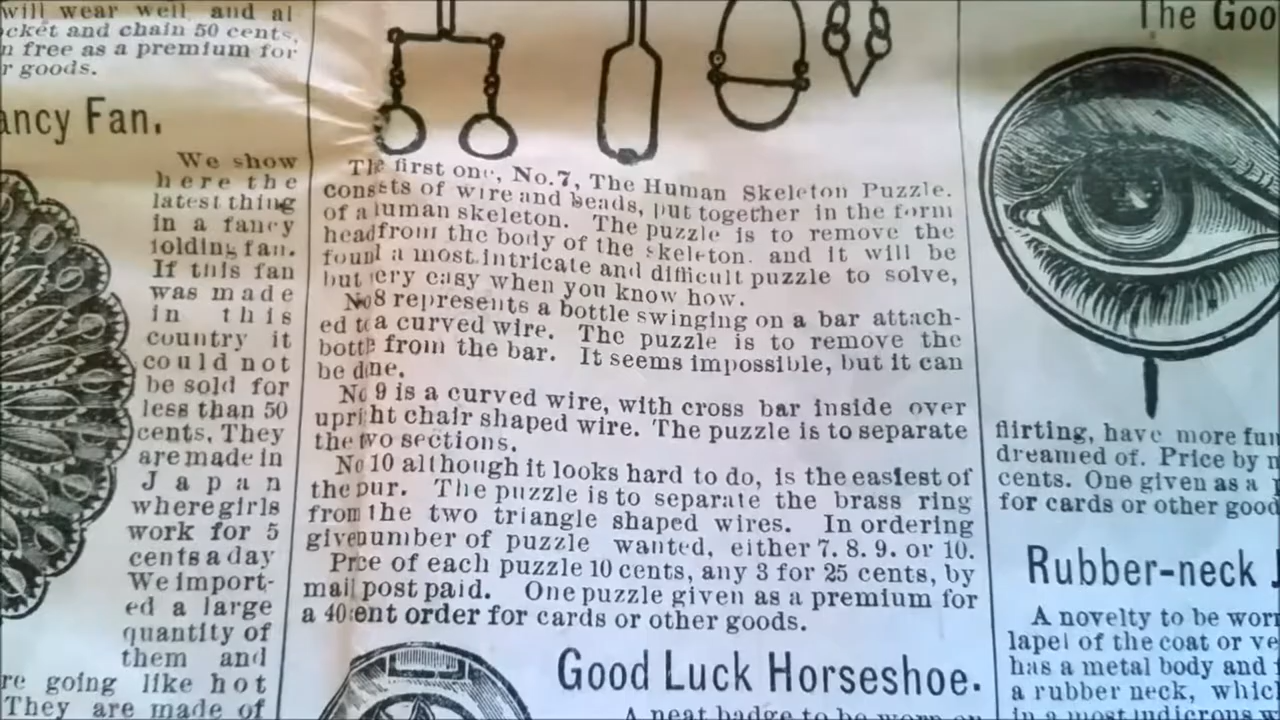 will wear well, and al
cket and chain 50 cents,
n free as a premium for
r goods.
ancy Fan.
We show
here the
latest thing
in a fancy
folding fan.
If this fan
was made
in this
country it
could not
be sold for
less than 50
cents. They
are made in
Japan
where girls
work for 5
cents a day
We import-
ed a large
quantity of
them and
re going like hot
They are made of
The first one, No. 7, The Human Skeleton Puzzle.
consists of wire and beads, put together in the form
of a human skeleton. The puzzle is to remove the
head from the body of the skeleton. and it will be
found a most intricate and difficult puzzle to solve,
but very easy when you know how.
No 8 represents a bottle swinging on a bar attach-
ed to a curved wire. The puzzle is to remove the
bottle from the bar. It seems impossible, but it can
be done.
No 9 is a curved wire, with cross bar inside over
upright chair shaped wire. The puzzle is to separate
the two sections.
No 10 although it looks hard to do, is the easiest of
the four. The puzzle is to separate the brass ring
from the two triangle shaped wires. In ordering
give number of puzzle wanted, either 7. 8. 9. or 10.
Price of each puzzle 10 cents, any 3 for 25 cents, by
mail post paid. One puzzle given as a premium for
a 40 cent order for cards or other goods.
Good Luck Horseshoe.
A neat badge to be worn on
The Goo
flirting, have more fun
dreamed of. Price by m
cents. One given as a p
for cards or other good
Rubber-neck J
A novelty to be wor
lapel of the coat or ve
has a metal body and
a rubber neck, which
in a most ludicrous w